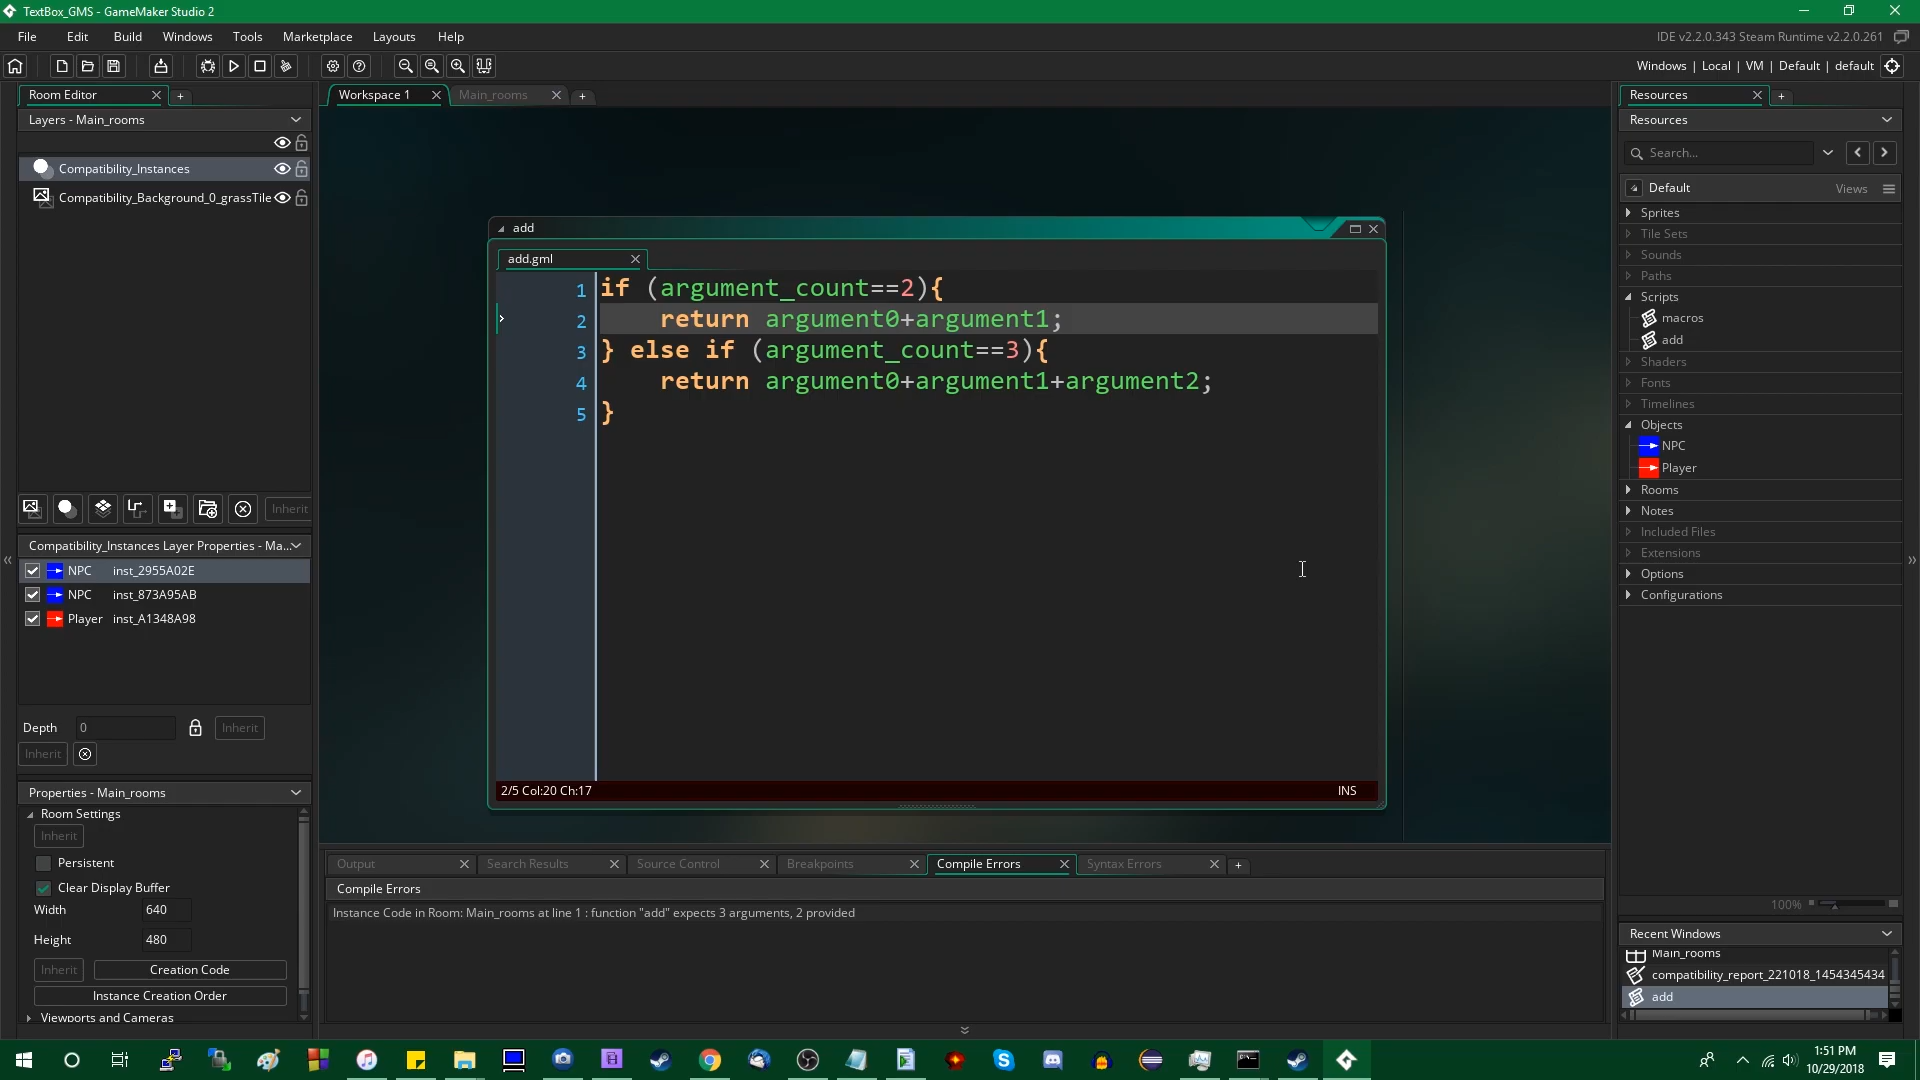 TextBox_GMS - GameMaker Studio 2
File Edit Build Windows Tools Marketplace Layouts Help
IDE v2.2.0.343 Steam Runtime v2.2.0.261
Windows | Local | VM | Default | default
Room Editor
Layers - Main_rooms
Compatibility_Instances
Compatibility_Background_0_grassTile
Inherit
Compatibility_Instances Layer Properties - Ma...
NPC inst_2955A02E
NPC inst_873A95AB
Player inst_A1348A98
Depth 0 Inherit
Inherit
Properties - Main_rooms
Room Settings
Inherit
Persistent
Clear Display Buffer
Width 640
Height 480
Inherit Creation Code
Instance Creation Order
Viewports and Cameras
Workspace 1 Main_rooms
add
add.gml
1 if (argument_count==2){
2 return argument0+argument1;
3 } else if (argument_count==3){
4 return argument0+argument1+argument2;
5 }
2/5 Col:20 Ch:17 INS
Output Search Results Source Control Breakpoints Compile Errors Syntax Errors
Compile Errors
Instance Code in Room: Main_rooms at line 1 : function "add" expects 3 arguments, 2 provided
Resources
Resources
Search...
Default Views
Sprites
Tile Sets
Sounds
Paths
Scripts
macros
add
Shaders
Fonts
Timelines
Objects
NPC
Player
Rooms
Notes
Included Files
Extensions
Options
Configurations
100%
Recent Windows
Main_rooms
compatibility_report_221018_1454345434
add
1:51 PM
10/29/2018